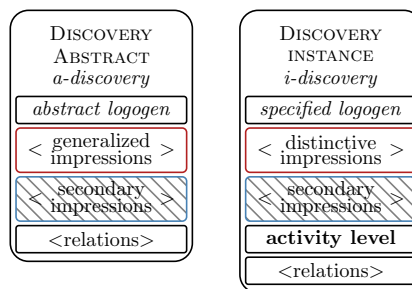 DISCOVERY
ABSTRACT
a-discovery
abstract logogen
< generalized impressions >
< secondary impressions >
<relations>
DISCOVERY
INSTANCE
i-discovery
specified logogen
< distinctive impressions >
< secondary impressions >
activity level
<relations>